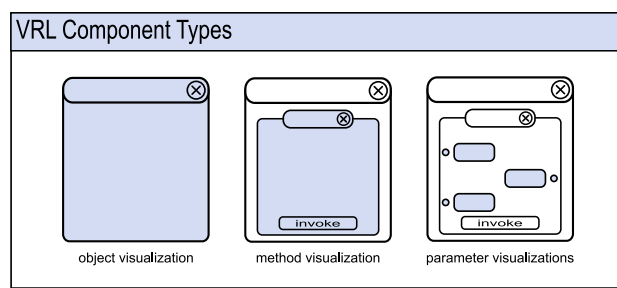 VRL Component Types
invoke
invoke
object visualization
method visualization
parameter visualizations